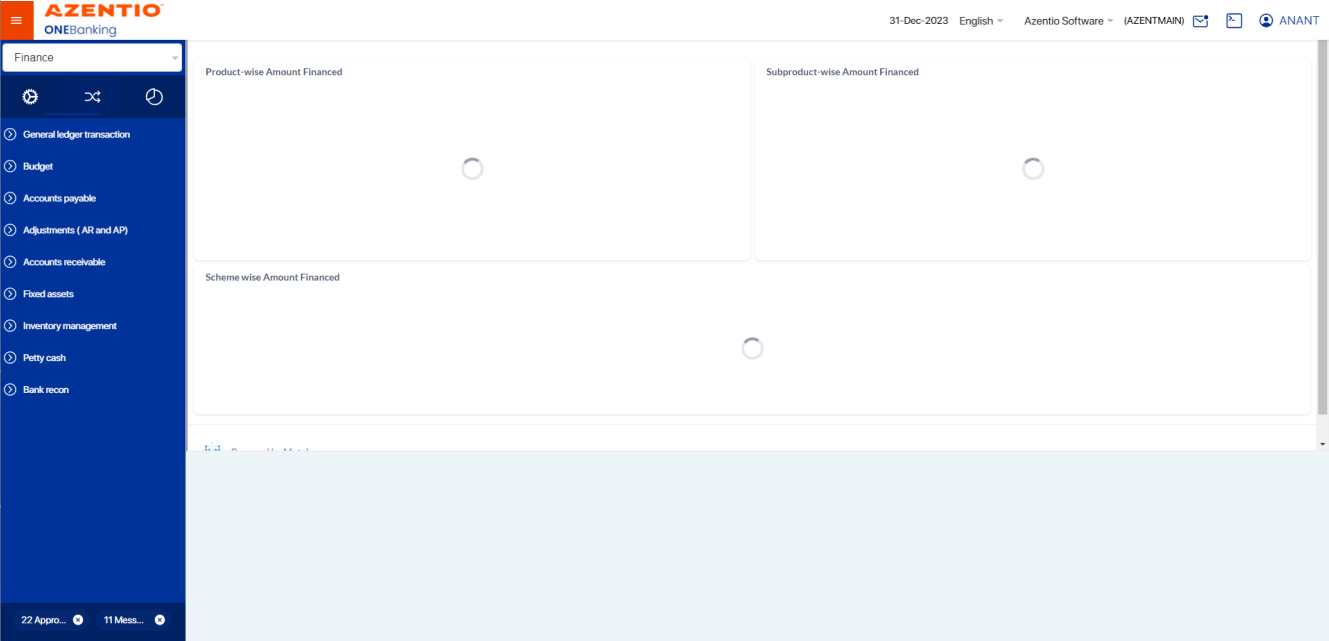 AZENTIO
ONEBanking
31-Dec-2023 English Azentio Software (AZENTMAIN) ANANT
Finance
General ledger transaction
Budget
Accounts payable
Adjustments ( AR and AP)
Accounts receivable
Fixed assets
Inventory management
Petty cash
Bank recon
22 Appro... 11 Mess...
Product-wise Amount Financed
Subproduct-wise Amount Financed
Scheme wise Amount Financed